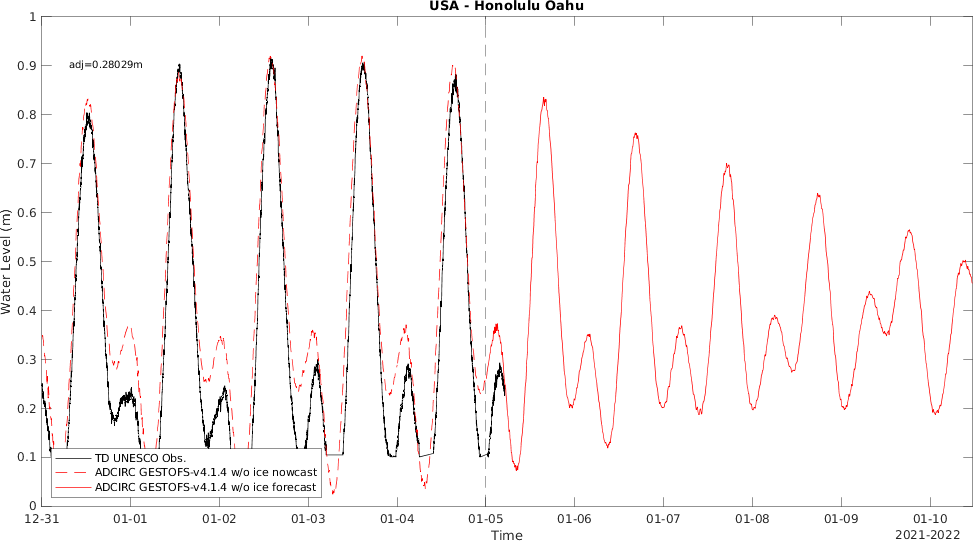 USA - Honolulu Oahu
1
0.9
0.8
0.7
0.6
0.5
0.4
0.3
0.2
0.1
0
adj=0.28029m
Water Level (m)
TD UNESCO Obs.
ADCIRC GESTOFS-v4.1.4 w/o ice nowcast
ADCIRC GESTOFS-v4.1.4 w/o ice forecast
12-31 01-01 01-02 01-03 01-04 01-05 01-06 01-07 01-08 01-09 01-10
Time
2021-2022